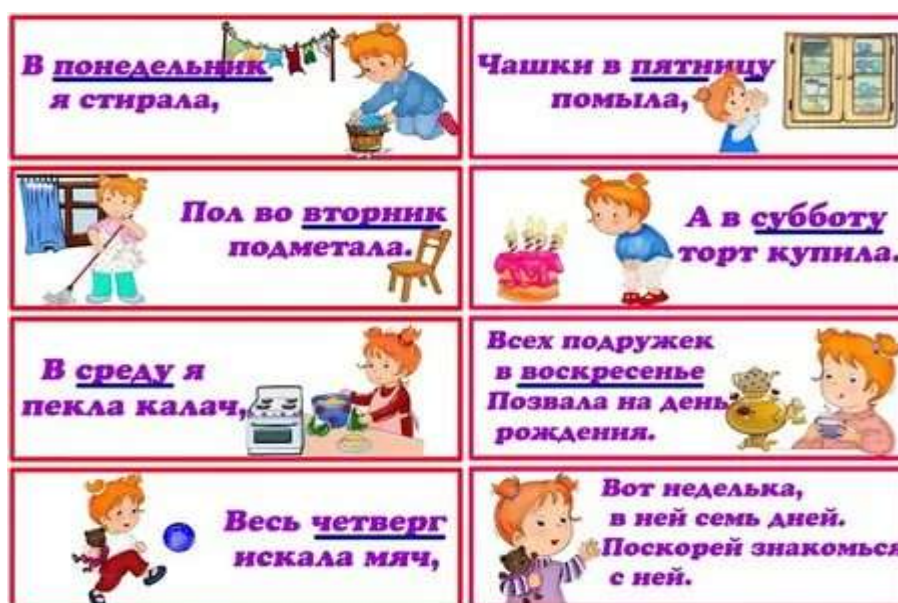 В понедельник
я стирала,
Пол во вторник
подметала.
В среду я
пекла калач,
Весь четверг
искала мяч,
Чашки в пятницу
помыла,
А в субботу
торт купила.
Всех подружек
в воскресенье
Позвала на день
рождения.
Вот неделька,
в ней семь дней.
Поскорей знакомься
с ней.